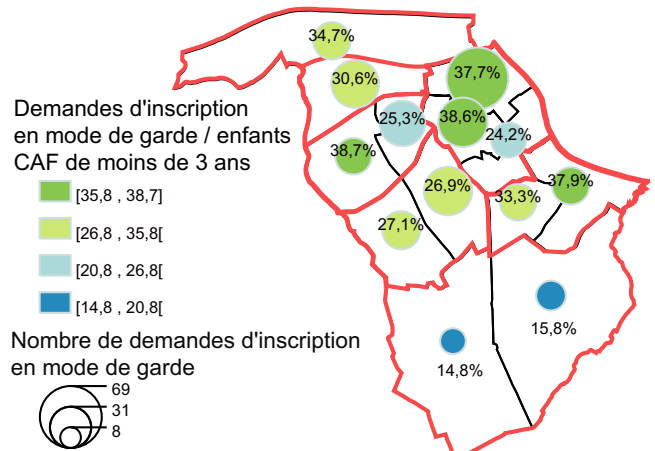 34,7%
30,6%
37,7%
25,3%
38,6%
24,2%
38,7%
26,9%
33,3%
37,9%
27,1%
15,8%
14,8%
Demandes d'inscription
en mode de garde / enfants
CAF de moins de 3 ans
[35,8 , 38,7]
[26,8 , 35,8[
[20,8 , 26,8[
[14,8 , 20,8[
Nombre de demandes d'inscription
en mode de garde
69
31
8